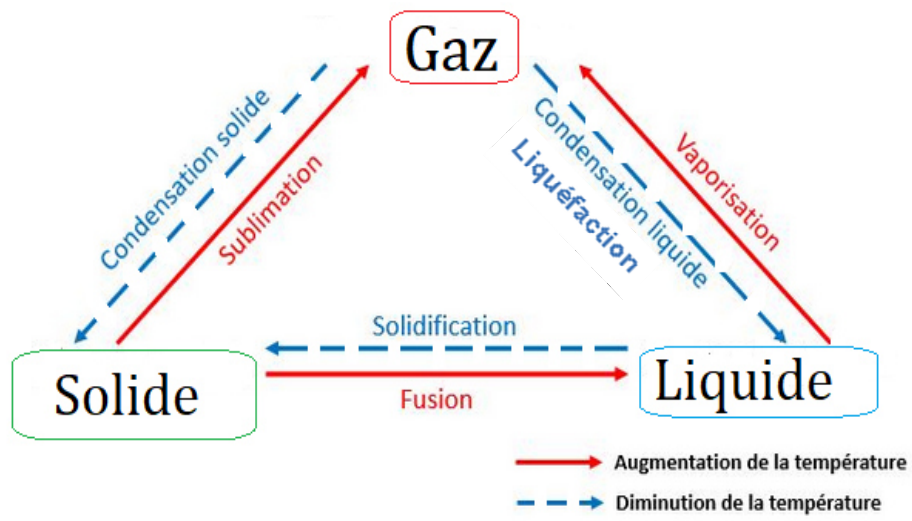 Gaz
Condensation solide
Sublimation
Liquéfaction
Condensation liquide
Vaporisation
Solidification
Fusion
Solide
Liquide
Augmentation de la température
Diminution de la température